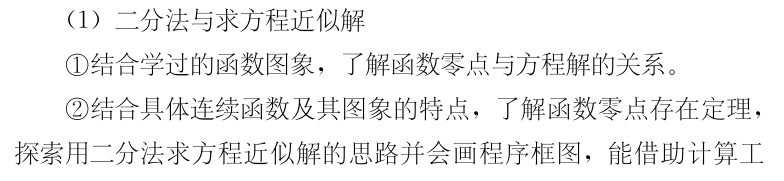 （1）二分法与求方程近似解
①结合学过的函数图象，了解函数零点与方程解的关系。
②结合具体连续函数及其图象的特点，了解函数零点存在定理，
探索用二分法求方程近似解的思路并会画程序框图，能借助计算工